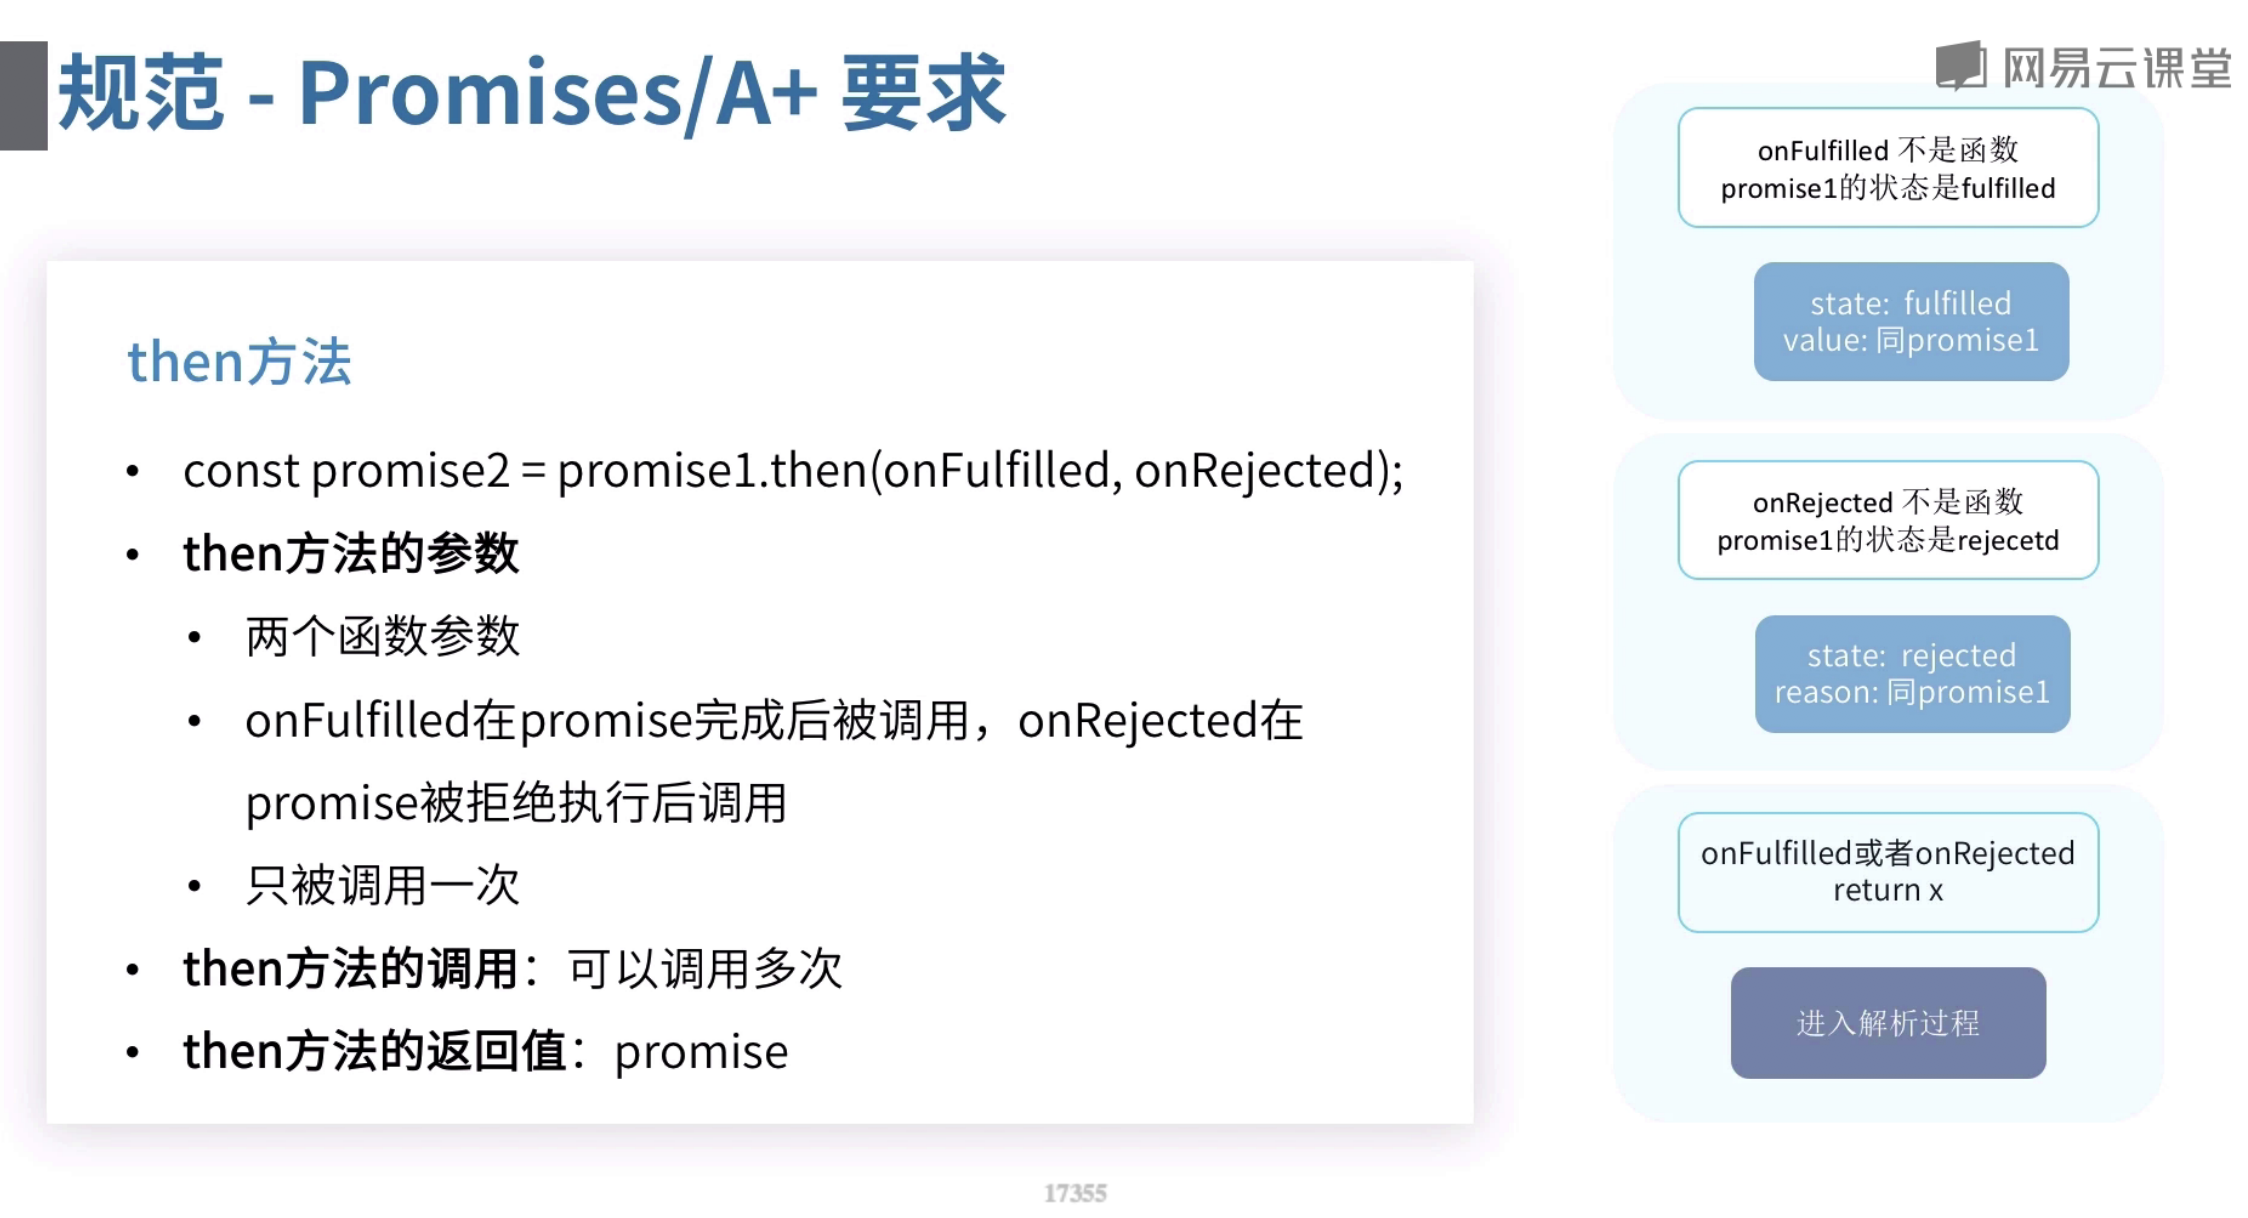 规范 - Promises/A+ 要求
网易云课堂
then方法
• const promise2 = promise1.then(onFulfilled, onRejected);
• then方法的参数
• 两个函数参数
• onFulfilled在promise完成后被调用，onRejected在
promise被拒绝执行后调用
• 只被调用一次
• then方法的调用：可以调用多次
• then方法的返回值：promise
onFulfilled 不是函数
promise1的状态是fulfilled
state: fulfilled
value: 同promise1
onRejected 不是函数
promise1的状态是rejecetd
state: rejected
reason: 同promise1
onFulfilled或者onRejected
return x
进入解析过程
17355